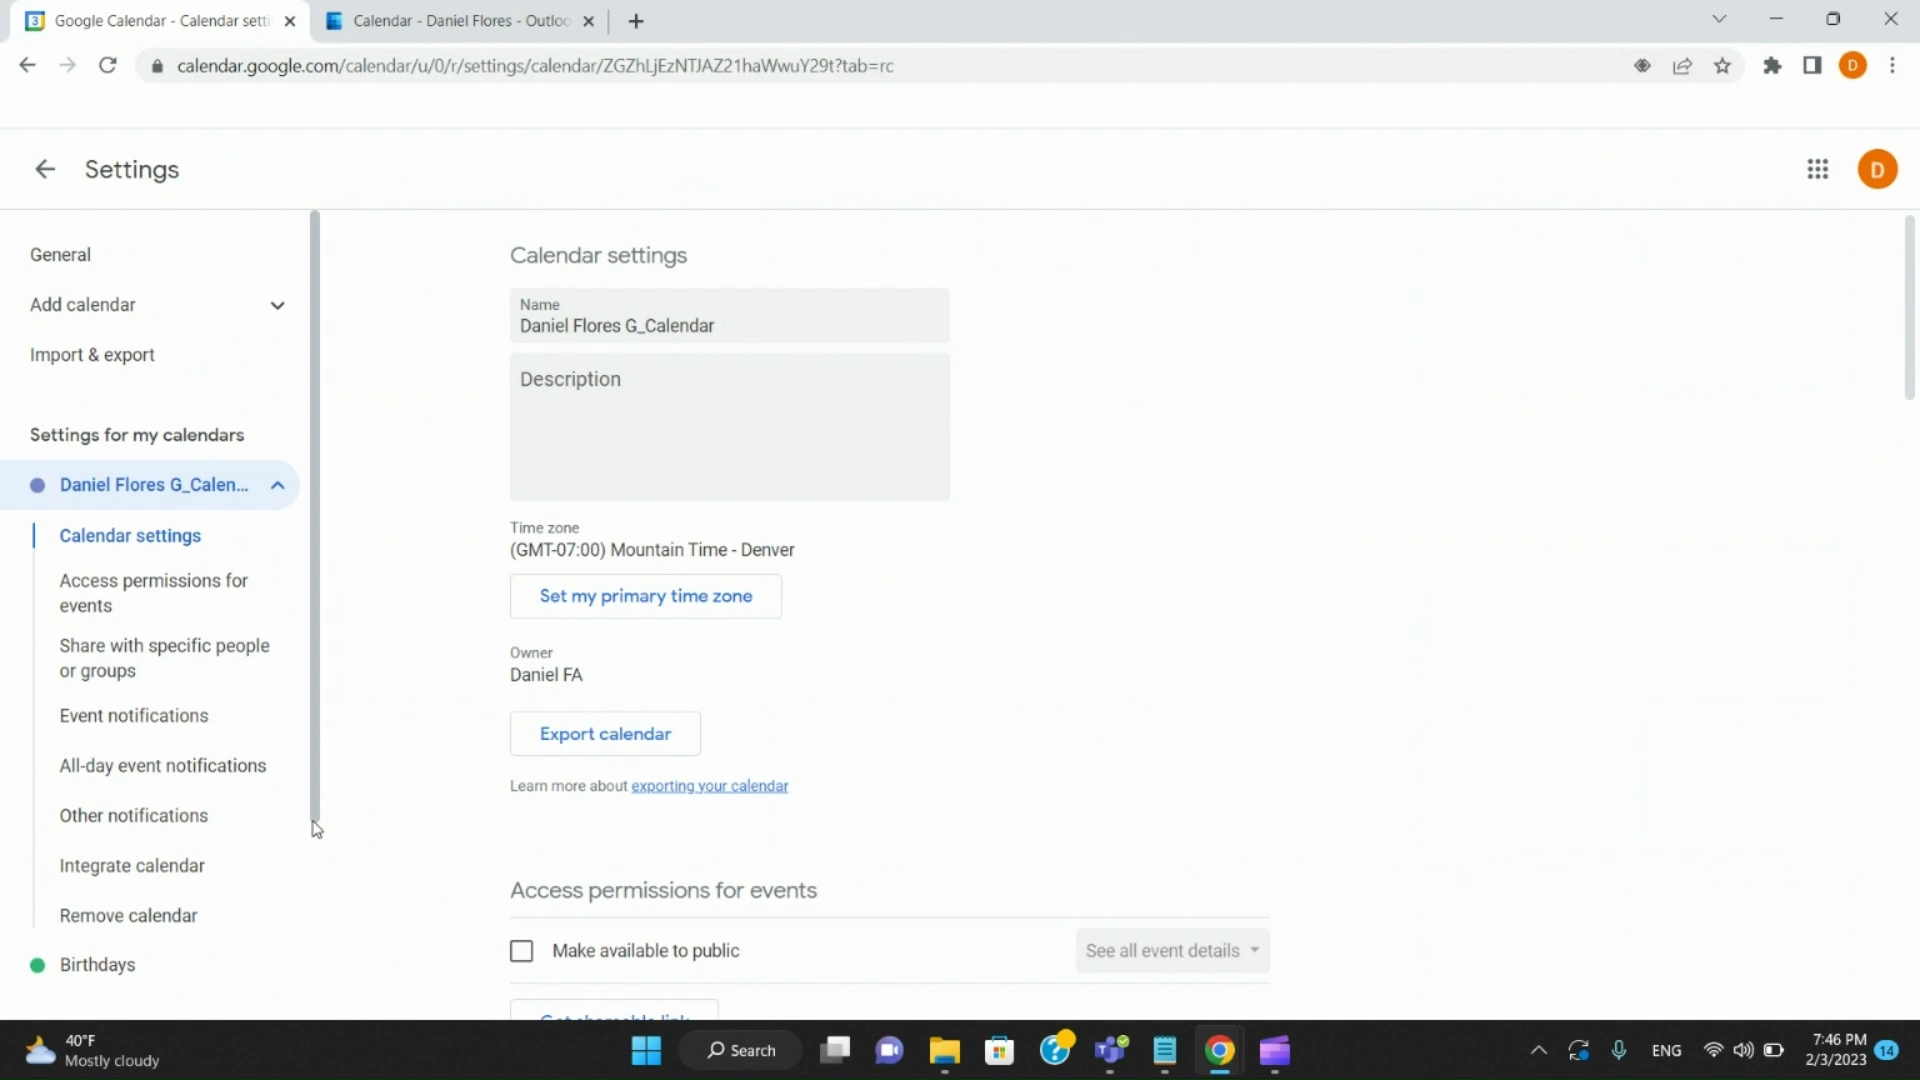 Google Calendar - Calendar setti
Calendar - Daniel Flores - Outloo
calendar.google.com/calendar/u/0/r/settings/calendar/ZGZhLjEzNTJAZ21haWwuY29t?tab=rc
D
Settings
D
General
Add calendar
Import & export
Settings for my calendars
Daniel Flores G_Calen...
Calendar settings
Access permissions for
events
Share with specific people
or groups
Event notifications
All-day event notifications
Other notifications
Integrate calendar
Remove calendar
Birthdays
Calendar settings
Name
Daniel Flores G_Calendar
Description
Time zone
(GMT-07:00) Mountain Time - Denver
Set my primary time zone
Owner
Daniel FA
Export calendar
Learn more about exporting your calendar
Access permissions for events
Make available to public
See all event details
Get shareable link
40°F
Mostly cloudy
Search
ENG
7:46 PM
2/3/2023
14